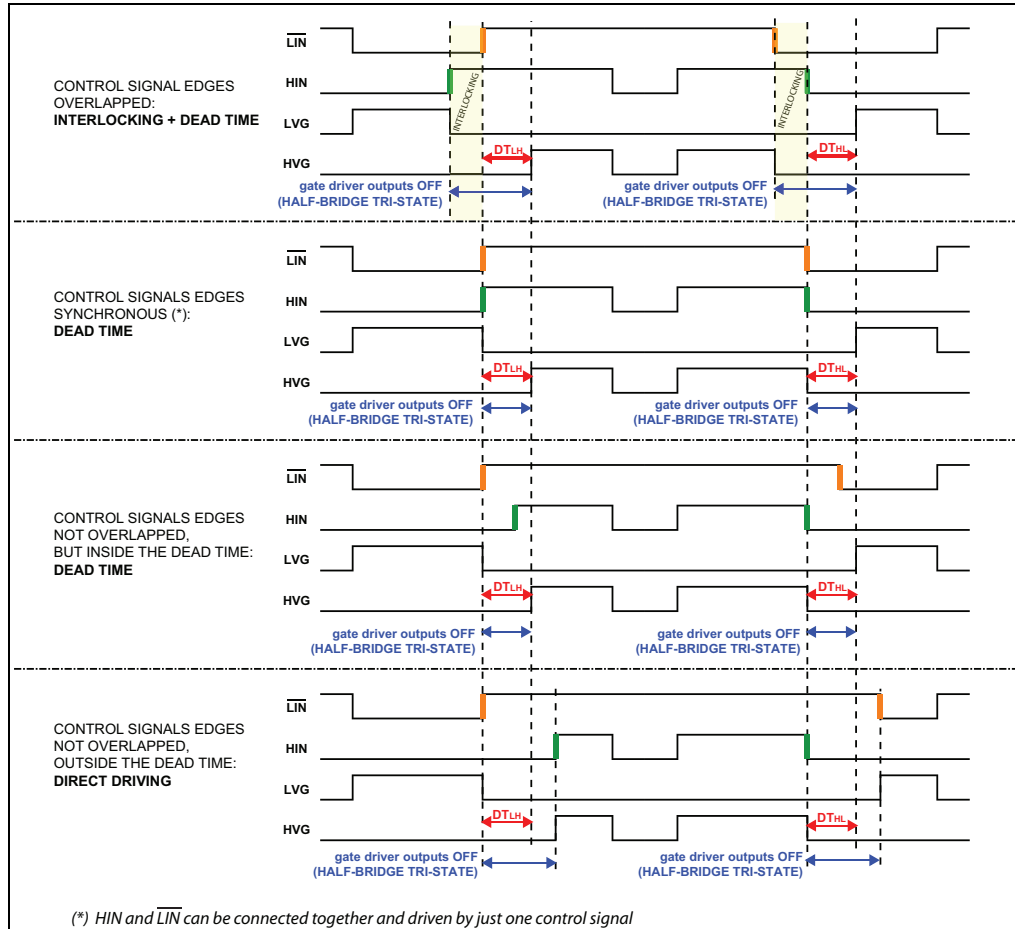 LIN
CONTROL SIGNAL EDGES
OVERLAPPED:
INTERLOCKING + DEAD TIME
HIN
INTERLOCKING
INTERLOCKING
LVG
DTLH
DTHL
HVG
gate driver outputs OFF
(HALF-BRIDGE TRI-STATE)
gate driver outputs OFF
(HALF-BRIDGE TRI-STATE)
LIN
CONTROL SIGNALS EDGES
SYNCHRONOUS (*):
DEAD TIME
HIN
LVG
DTLH
DTHL
HVG
gate driver outputs OFF
(HALF-BRIDGE TRI-STATE)
gate driver outputs OFF
(HALF-BRIDGE TRI-STATE)
LIN
CONTROL SIGNALS EDGES
NOT OVERLAPPED,
BUT INSIDE THE DEAD TIME:
DEAD TIME
HIN
LVG
DTLH
DTHL
HVG
gate driver outputs OFF
(HALF-BRIDGE TRI-STATE)
gate driver outputs OFF
(HALF-BRIDGE TRI-STATE)
LIN
CONTROL SIGNALS EDGES
NOT OVERLAPPED,
OUTSIDE THE DEAD TIME:
DIRECT DRIVING
HIN
LVG
DTLH
DTHL
HVG
gate driver outputs OFF
(HALF-BRIDGE TRI-STATE)
gate driver outputs OFF
(HALF-BRIDGE TRI-STATE)
(*) HIN and LIN can be connected together and driven by just one control signal